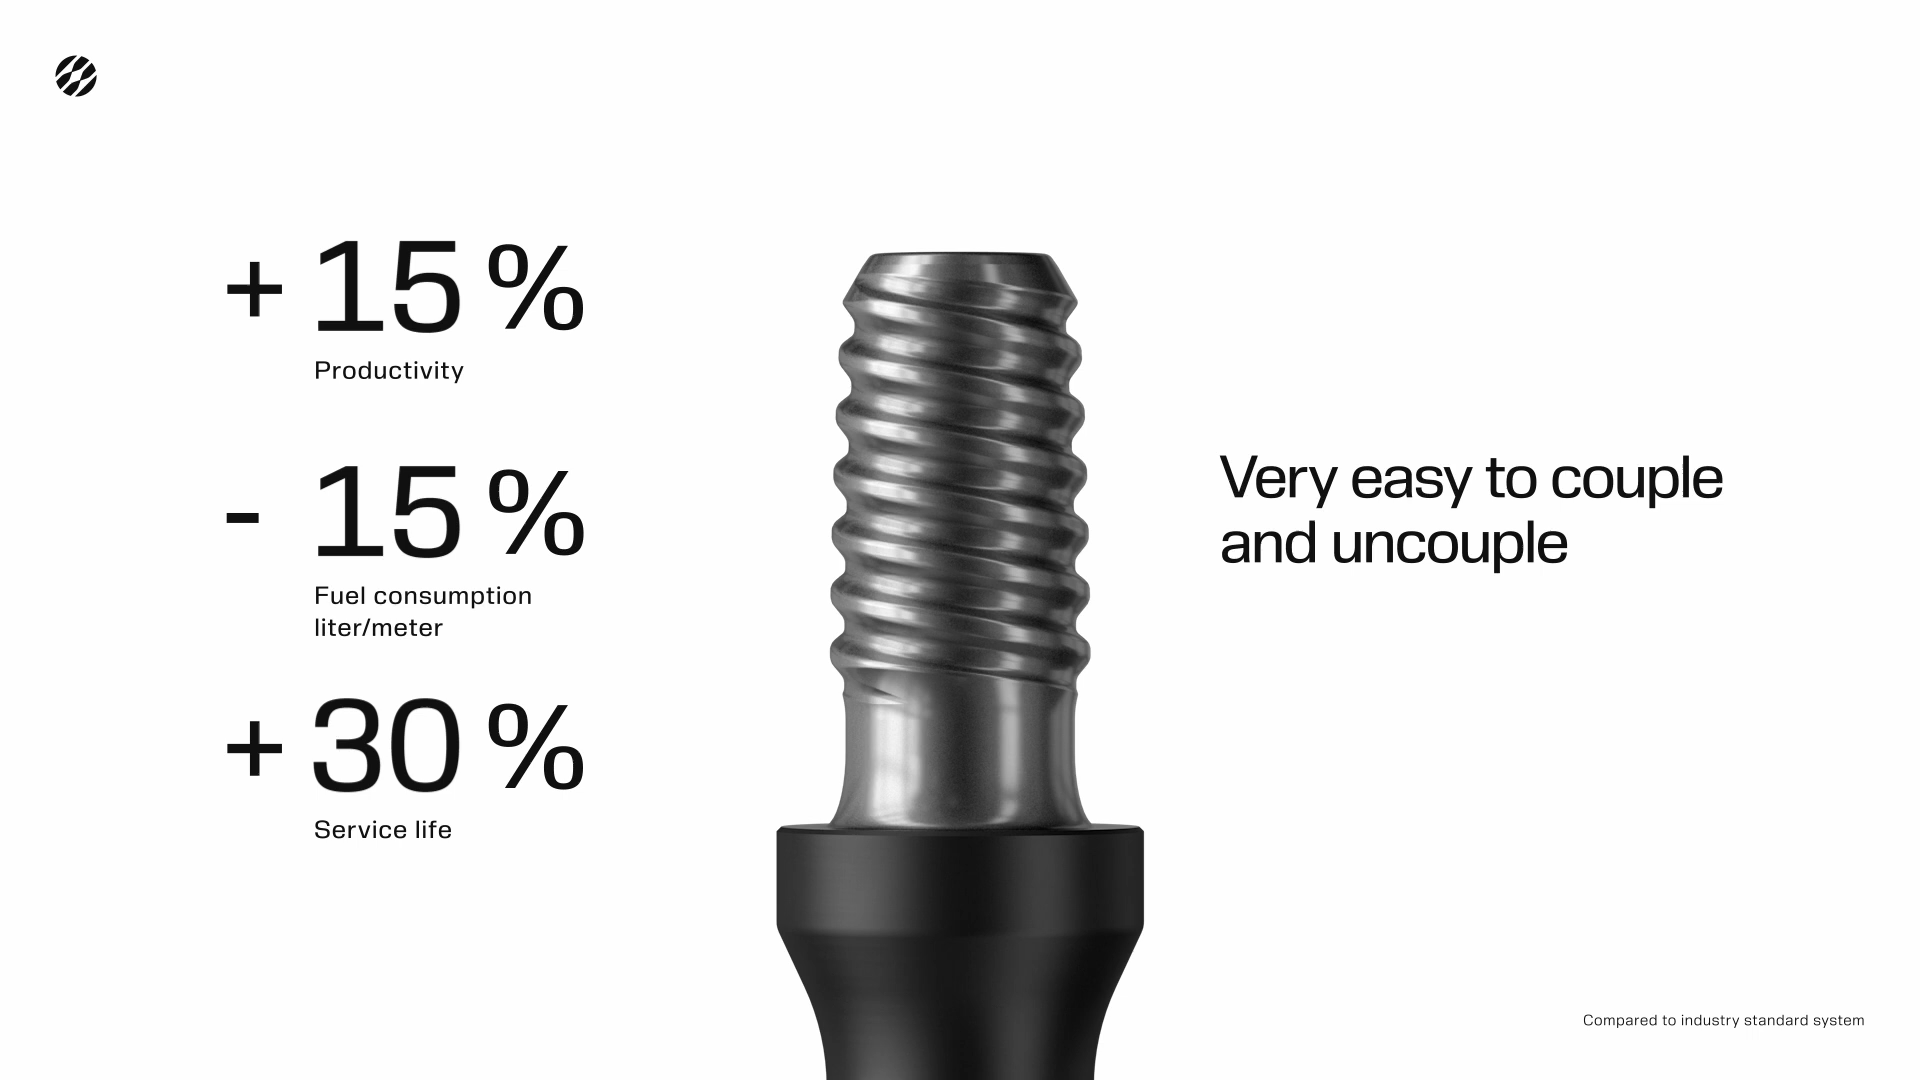 + 15 %
Productivity
- 15 %
Fuel consumption
liter/meter
+ 30 %
Service life
Very easy to couple
and uncouple
Compared to industry standard system